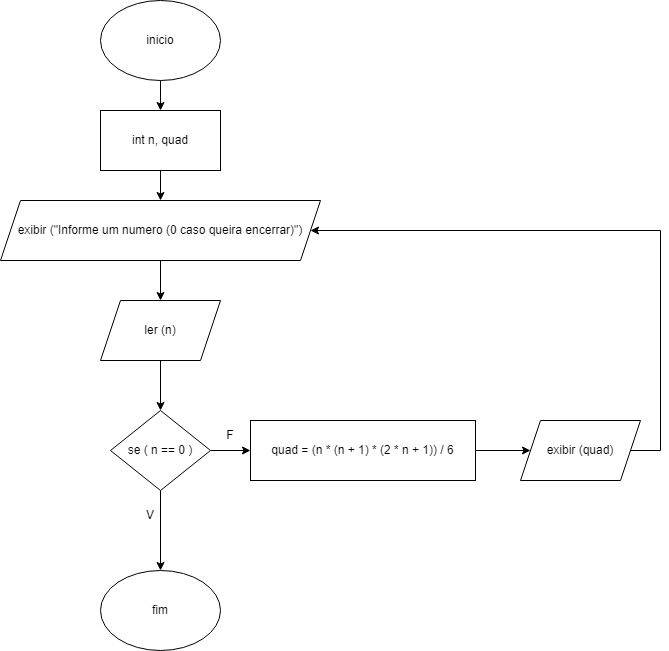 inicio
int n, quad
exibir ("Informe um numero (0 caso queira encerrar)")
ler (n)
se ( n == 0 )
F
quad = (n * (n + 1) * (2 * n + 1)) / 6
exibir (quad)
V
fim